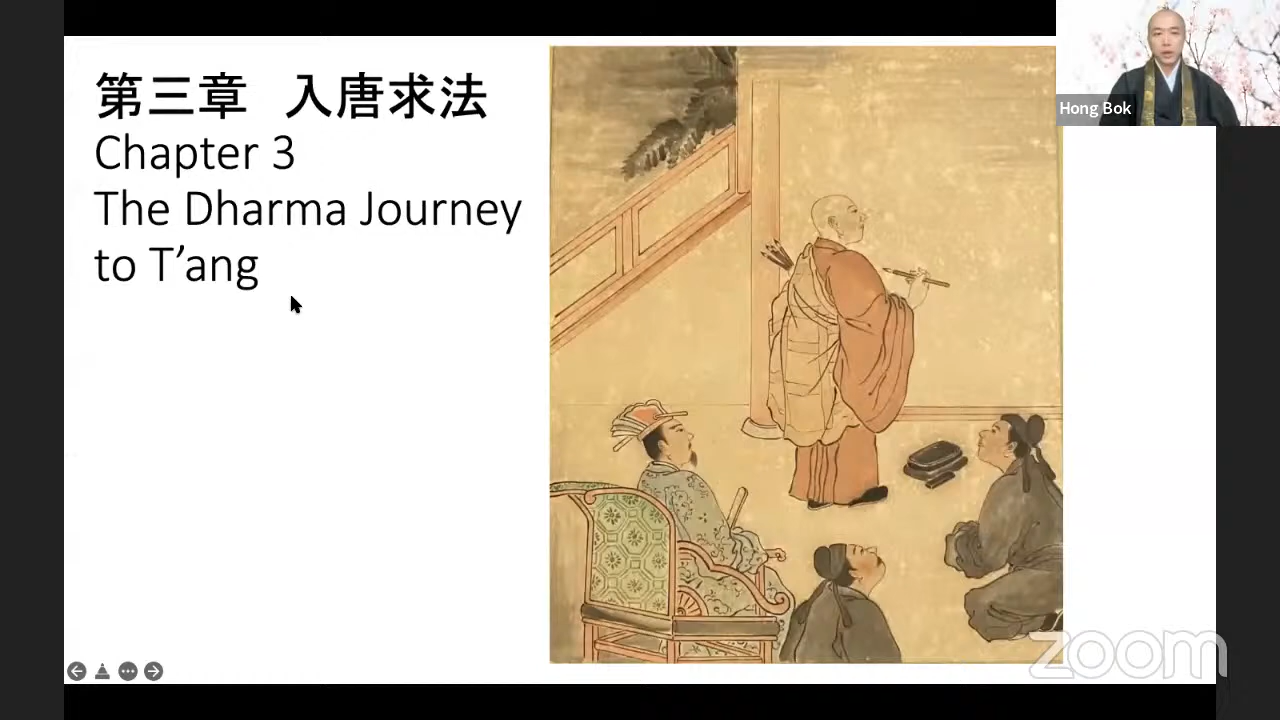 第三章　入唐求法
Chapter 3
The Dharma Journey
to T’ang
Hong Bok
zoom